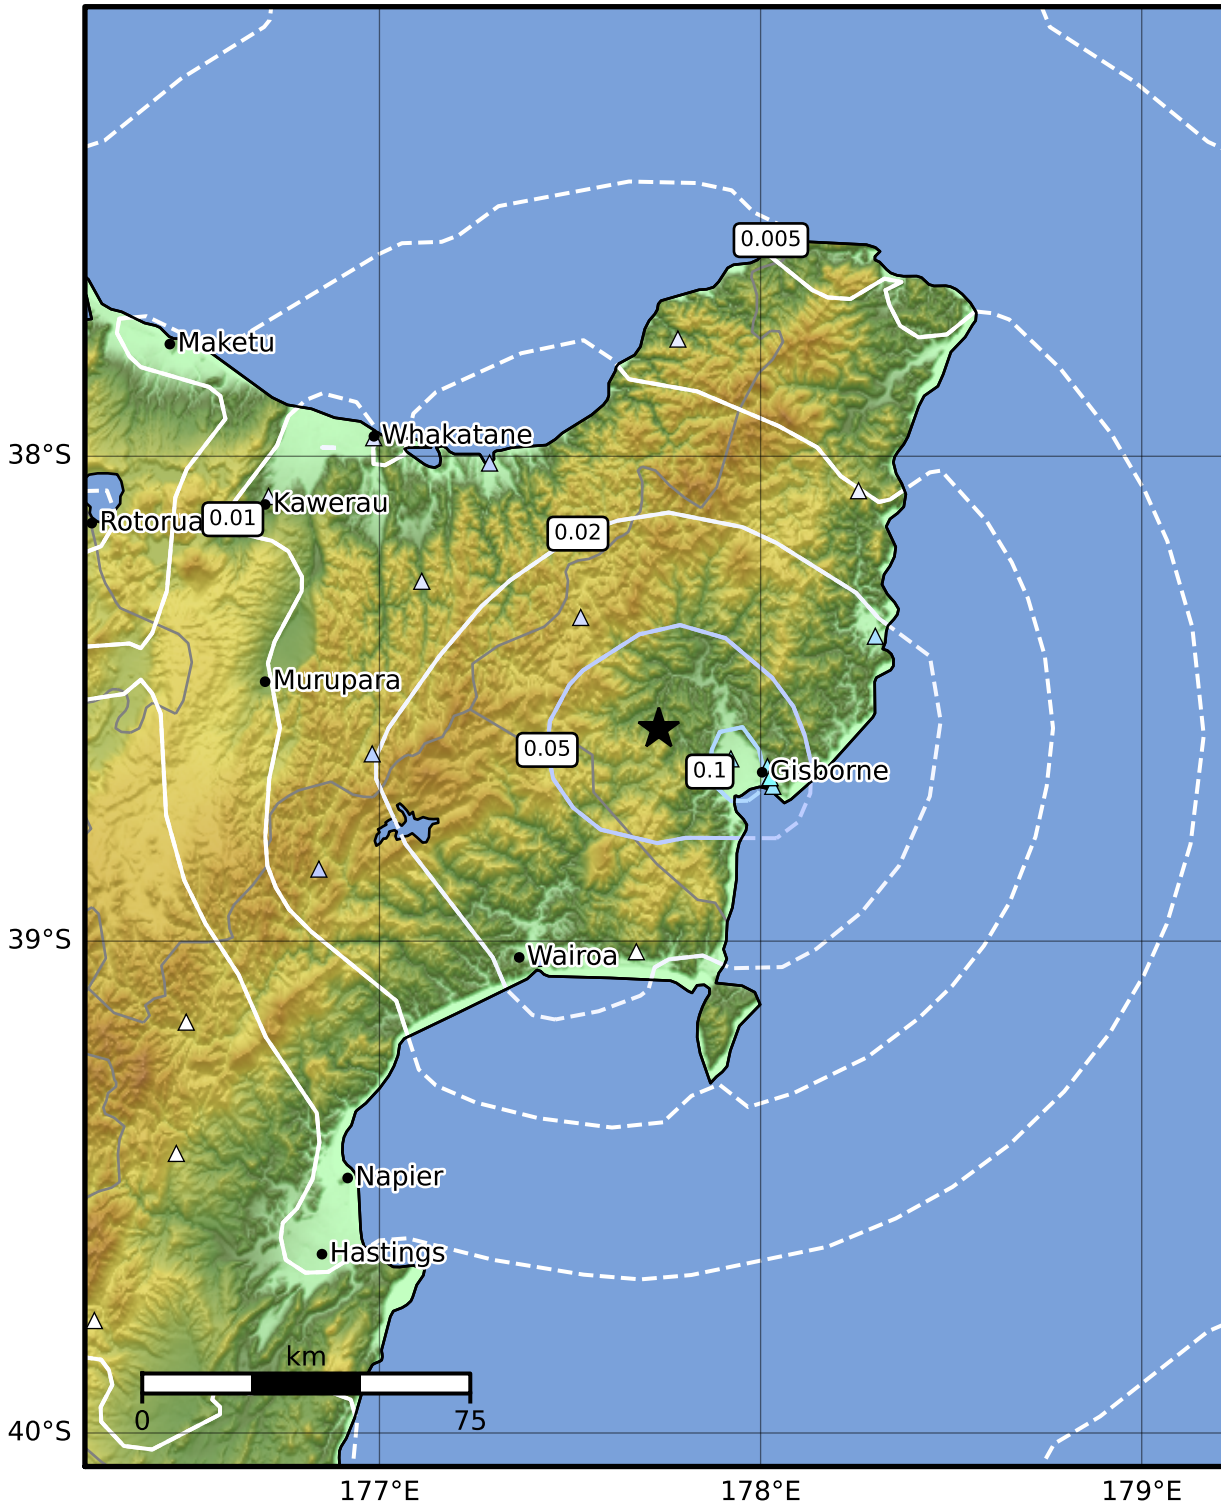 0.005
Maketu
Whakatane
38°S
Kawerau
Rotorua
0.01
0.02
Murupara
0.05
0.1
Gisborne
39°S
Wairoa
Napier
Hastings
km
0
75
40°S
177°E
178°E
179°E